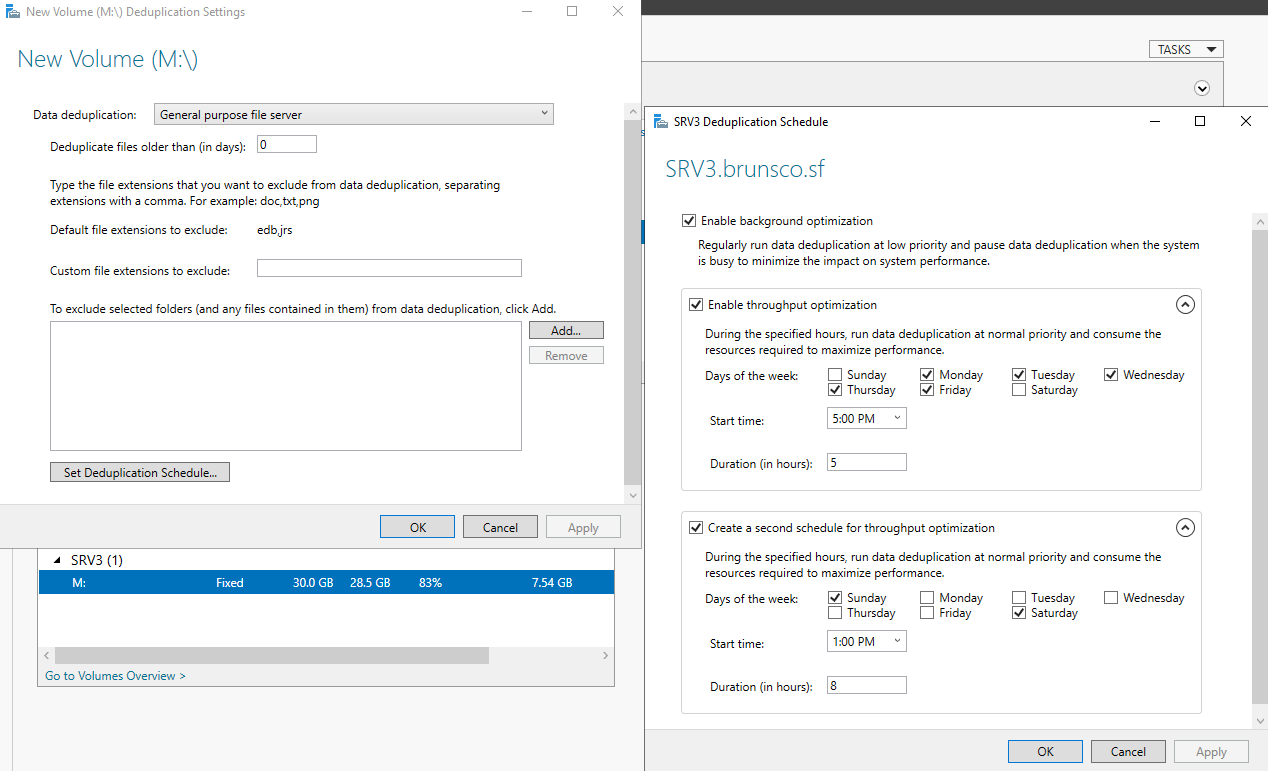 New Volume (M:\) Deduplication Settings
New Volume (M:\)
Data deduplication: General purpose file server
Deduplicate files older than (in days): 0
Type the file extensions that you want to exclude from data deduplication, separating
extensions with a comma. For example: doc,txt,png
Default file extensions to exclude: edb,jrs
Custom file extensions to exclude:
To exclude selected folders (and any files contained in them) from data deduplication, click Add.
Add...
Remove
Set Deduplication Schedule...
OK Cancel Apply
SRV3 (1)
M: Fixed 30.0 GB 28.5 GB 83% 7.54 GB
Go to Volumes Overview >
TASKS
SRV3 Deduplication Schedule
SRV3.brunsco.sf
Enable background optimization
Regularly run data deduplication at low priority and pause data deduplication when the system
is busy to minimize the impact on system performance.
Enable throughput optimization
During the specified hours, run data deduplication at normal priority and consume the
resources required to maximize performance.
Days of the week: Sunday Monday Tuesday Wednesday
Thursday Friday Saturday
Start time: 5:00 PM
Duration (in hours): 5
Create a second schedule for throughput optimization
During the specified hours, run data deduplication at normal priority and consume the
resources required to maximize performance.
Days of the week: Sunday Monday Tuesday Wednesday
Thursday Friday Saturday
Start time: 1:00 PM
Duration (in hours): 8
OK Cancel Apply